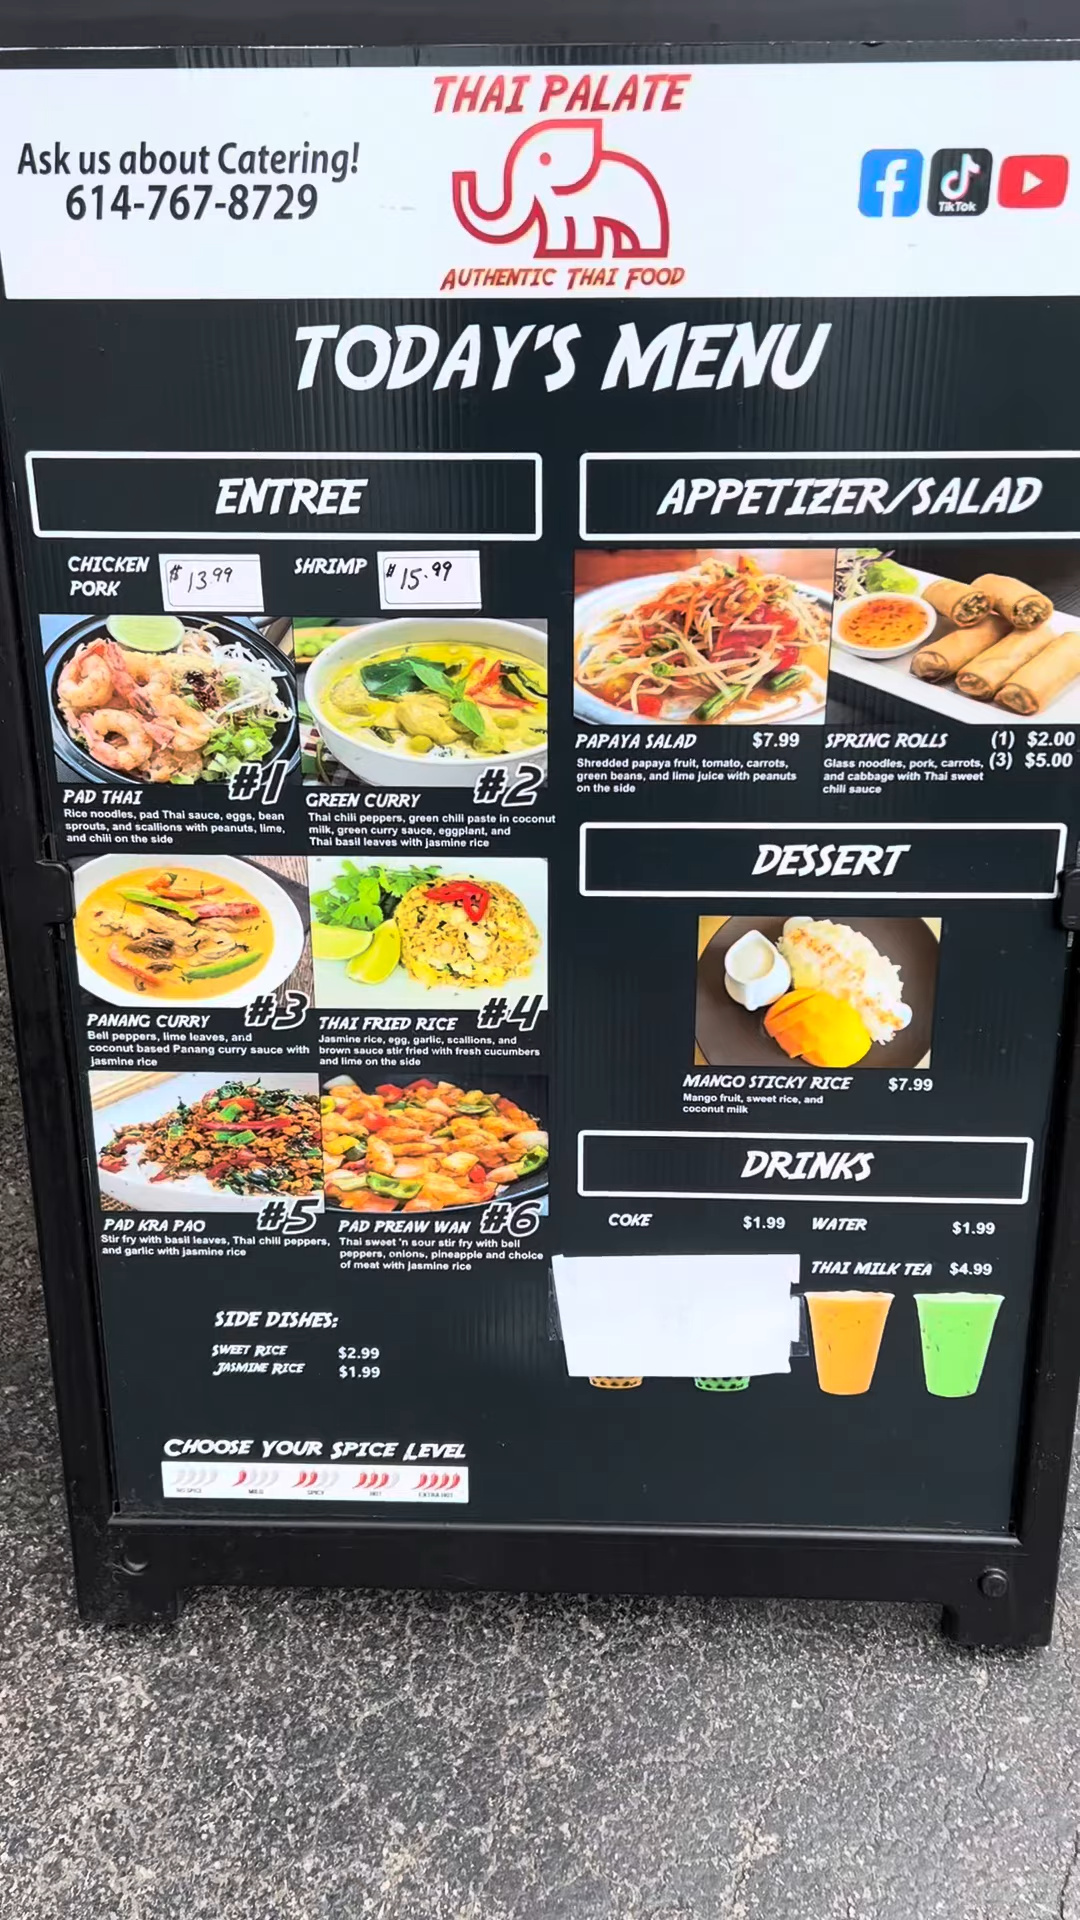 THAI PALATE
Ask us about Catering!
614-767-8729
TikTok
AUTHENTIC THAI FOOD
TODAY'S MENU
ENTREE
CHICKEN
PORK
$13.99
SHRIMP
$15.99
#1
PAD THAI
Rice noodles, pad Thai sauce, eggs, bean
sprouts, and scallions with peanuts, lime,
and chili on the side
#2
GREEN CURRY
Thai chili peppers, green chili paste in coconut
milk, green curry sauce, eggplant, and
Thai basil leaves with jasmine rice
#3
PANANG CURRY
Bell peppers, lime leaves, and
coconut based Panang curry sauce with
jasmine rice
#4
THAI FRIED RICE
Jasmine rice, egg, garlic, scallions, and
brown sauce stir fried with fresh cucumbers
and lime on the side
#5
PAD KRA PAO
Stir fry with basil leaves, Thai chili peppers,
and garlic with jasmine rice
#6
PAD PREAW WAN
Thai sweet 'n sour stir fry with bell
peppers, onions, pineapple and choice
of meat with jasmine rice
SIDE DISHES:
SWEET RICE $2.99
JASMINE RICE $1.99
CHOOSE YOUR SPICE LEVEL
NO SPICE
MILD
SPICY
HOT
EXTRA HOT
APPETIZER/SALAD
PAPAYA SALAD $7.99
Shredded papaya fruit, tomato, carrots,
green beans, and lime juice with peanuts
on the side
SPRING ROLLS (1) $2.00
(3) $5.00
Glass noodles, pork, carrots,
and cabbage with Thai sweet
chili sauce
DESSERT
MANGO STICKY RICE $7.99
Mango fruit, sweet rice, and
coconut milk
DRINKS
COKE $1.99
WATER $1.99
THAI MILK TEA $4.99